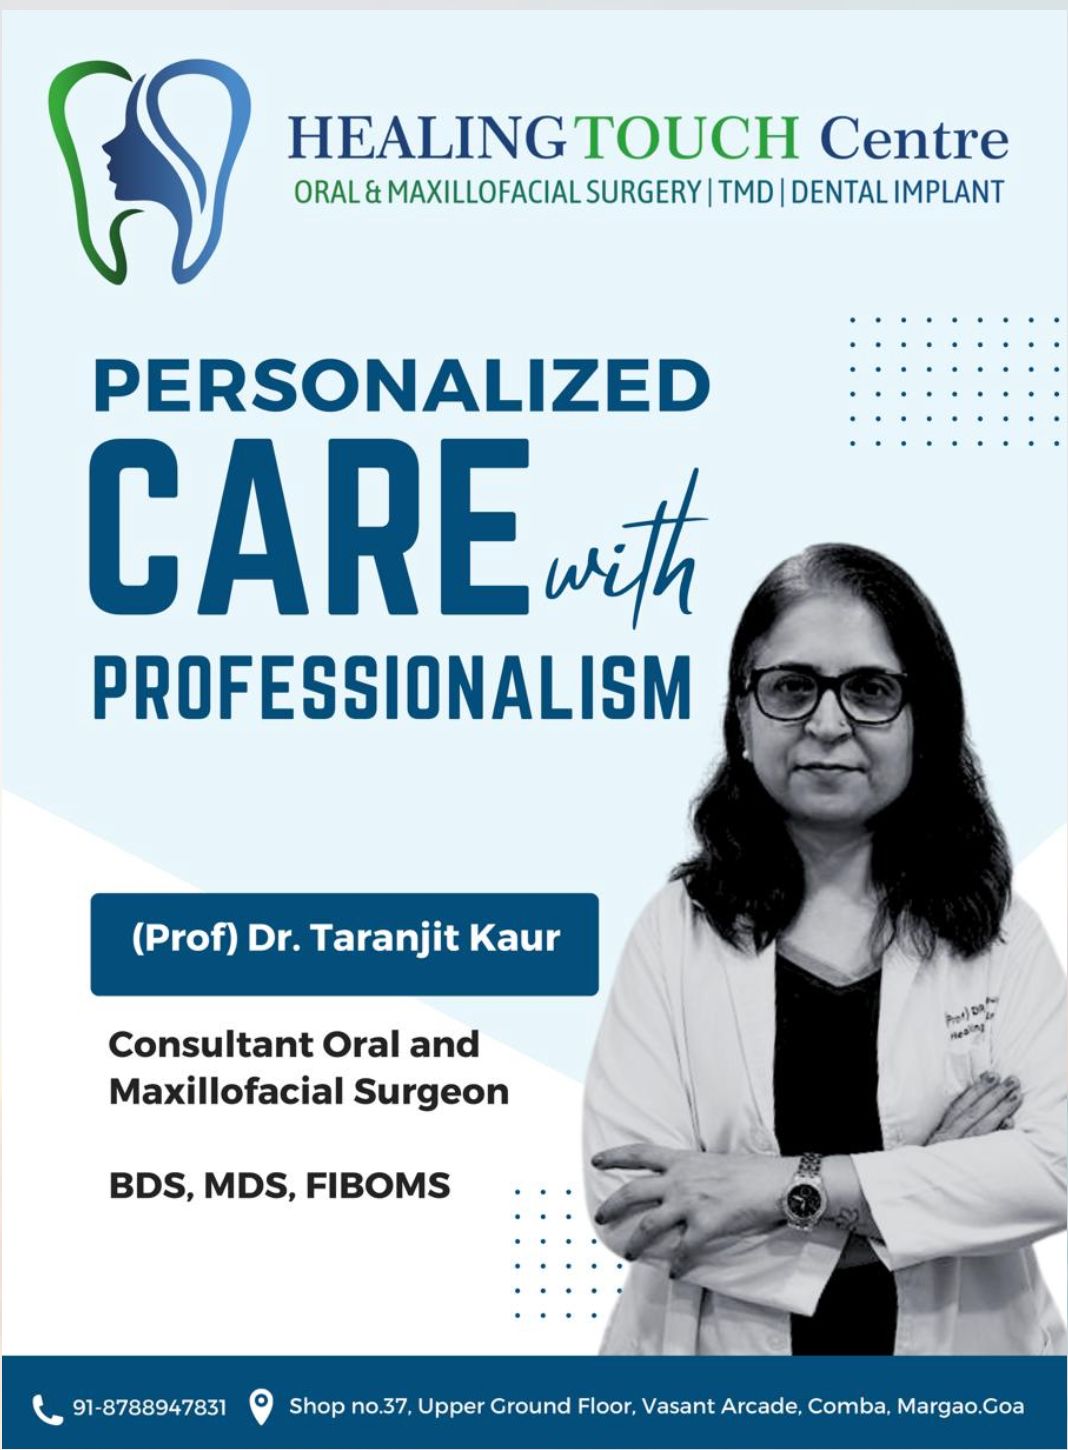 HEALING TOUCH Centre
ORAL & MAXILLOFACIAL SURGERY | TMD | DENTAL IMPLANT
PERSONALIZED
CARE with
PROFESSIONALISM
(Prof) Dr. Taranjit Kaur
Consultant Oral and
Maxillofacial Surgeon
BDS, MDS, FIBOMS
(Prof)
Healing
91-8788947831 Shop no.37, Upper Ground Floor, Vasant Arcade, Comba, Margao.Goa